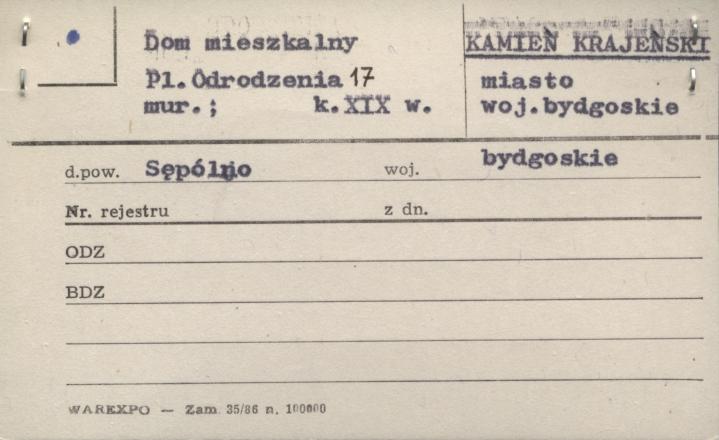 Dom mieszkalny
KAMIEŃ KRAJEŃSKI
Pl.Odrodzenia 17
miasto
mur.; k.XIX w.
woj.bydgoskie
d.pow. Sępólno woj. bydgoskie
Nr. rejestru z dn.
ODZ
BDZ
WAREXPO — Zam. 35/86 n. 100000